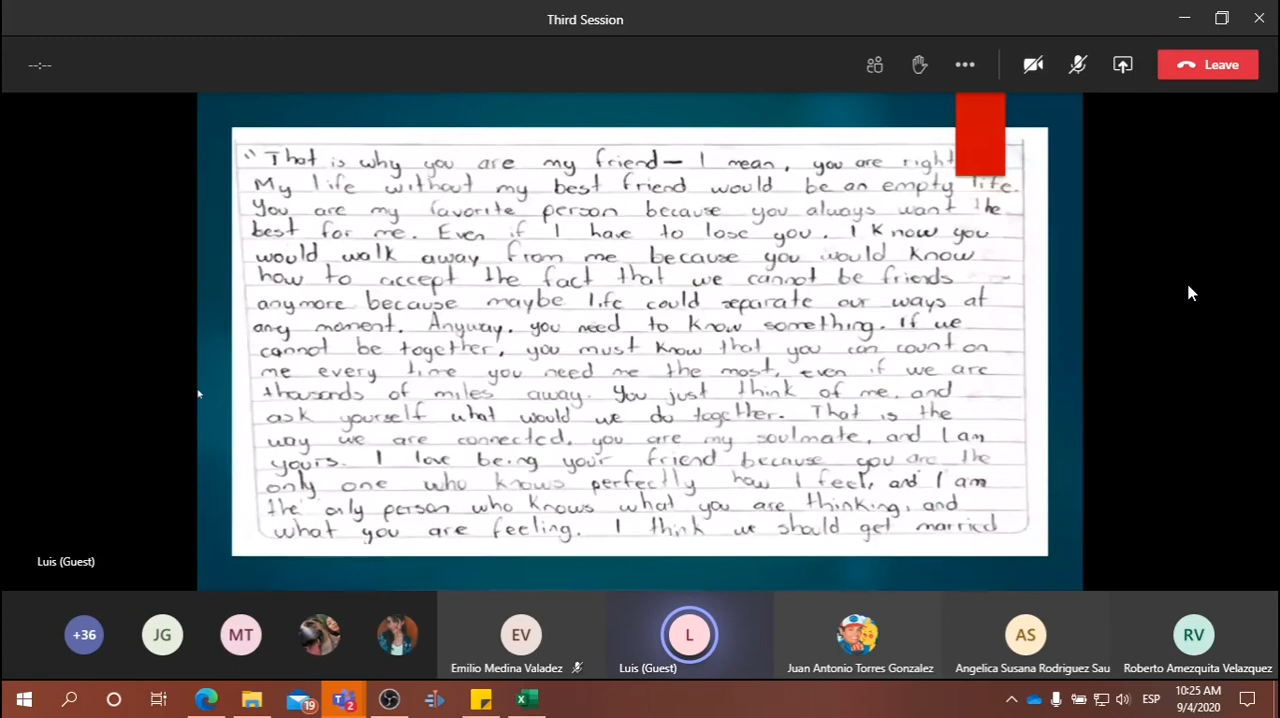 Third Session
--:--
Leave
" That is why you are my friend — I mean, you are right
My life without my best friend would be an empty life.
You are my favorite person because you always want the
best for me. Even if I have to lose you. I know you
would walk away from me because you would know
how to accept the fact that we cannot be friends
anymore because maybe life could separate our ways at
any moment. Anyway, you need to know something. If we
cannot be together, you must know that you can count on
me every time you need me the most, even if we are
thousands of miles away. You just think of me, and
ask yourself what would we do together. That is the
way we are connected, you are my soulmate, and I am
yours. I love being your friend because you are the
only one who knows perfectly how I feel, and I am
the only person who knows what you are thinking, and
what you are feeling. I think we should get married
Luis (Guest)
+36
JG
MT
EV
L
AS
RV
Emilio Medina Valadez
Luis (Guest)
Juan Antonio Torres Gonzalez
Angelica Susana Rodriguez Sau
Roberto Amezquita Velazquez
19
2
ESP
10:25 AM
9/4/2020